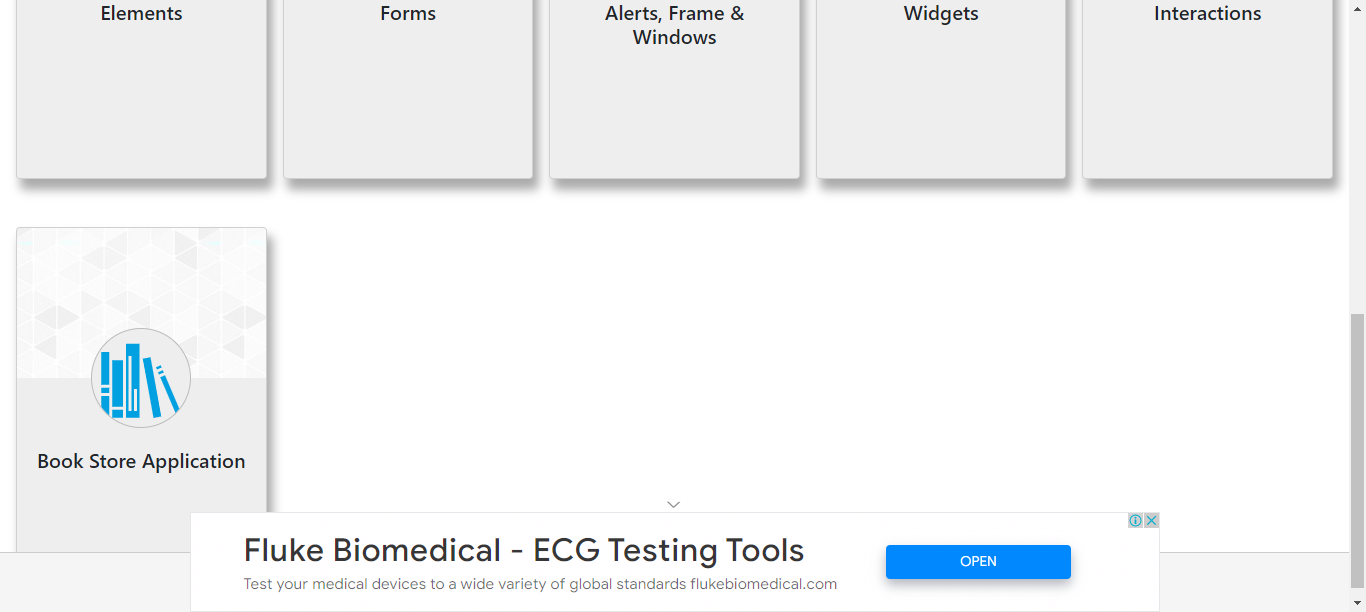 Elements
Forms
Alerts, Frame &
Windows
Widgets
Interactions
Book Store Application
Fluke Biomedical - ECG Testing Tools
Test your medical devices to a wide variety of global standards flukebiomedical.com
OPEN